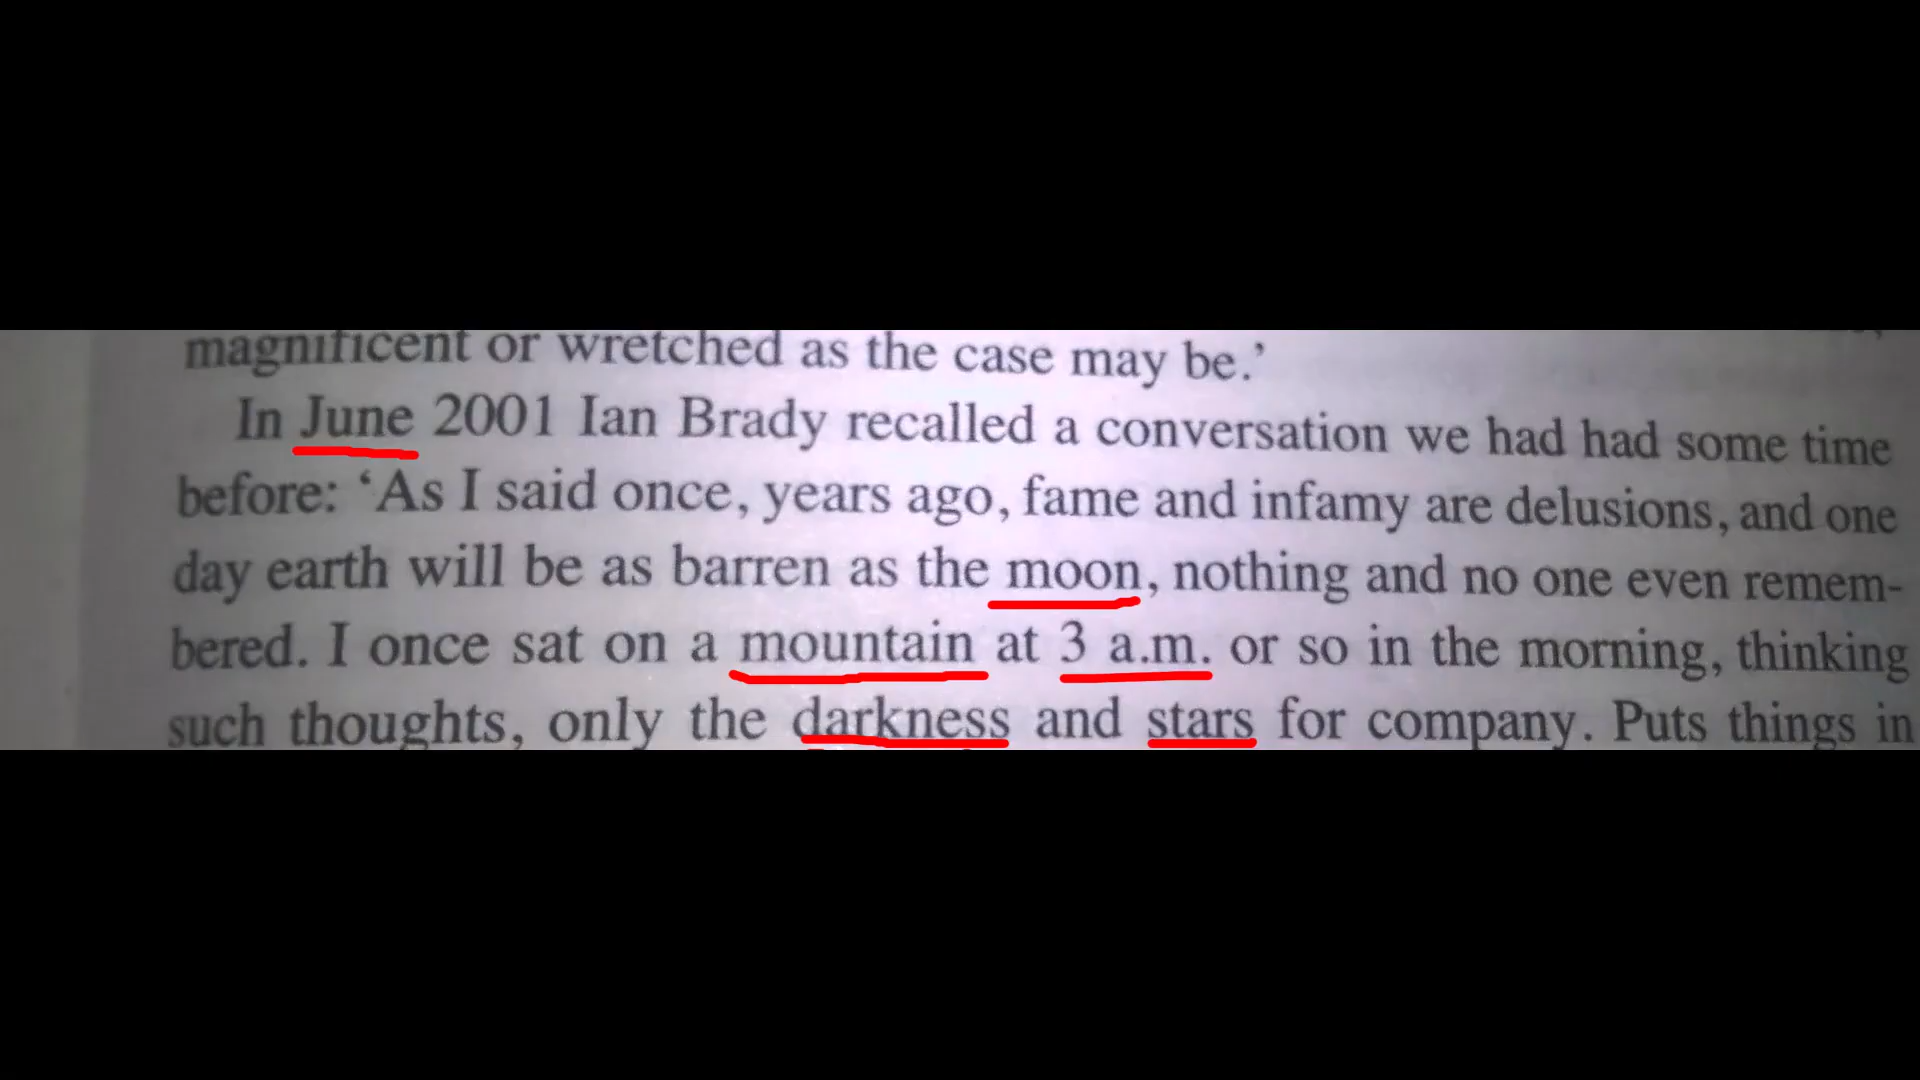 magnificent or wretched as the case may be.’
In June 2001 Ian Brady recalled a conversation we had had some time
before: ‘As I said once, years ago, fame and infamy are delusions, and one
day earth will be as barren as the moon, nothing and no one even remem-
bered. I once sat on a mountain at 3 a.m. or so in the morning, thinking
such thoughts, only the darkness and stars for company. Puts things in